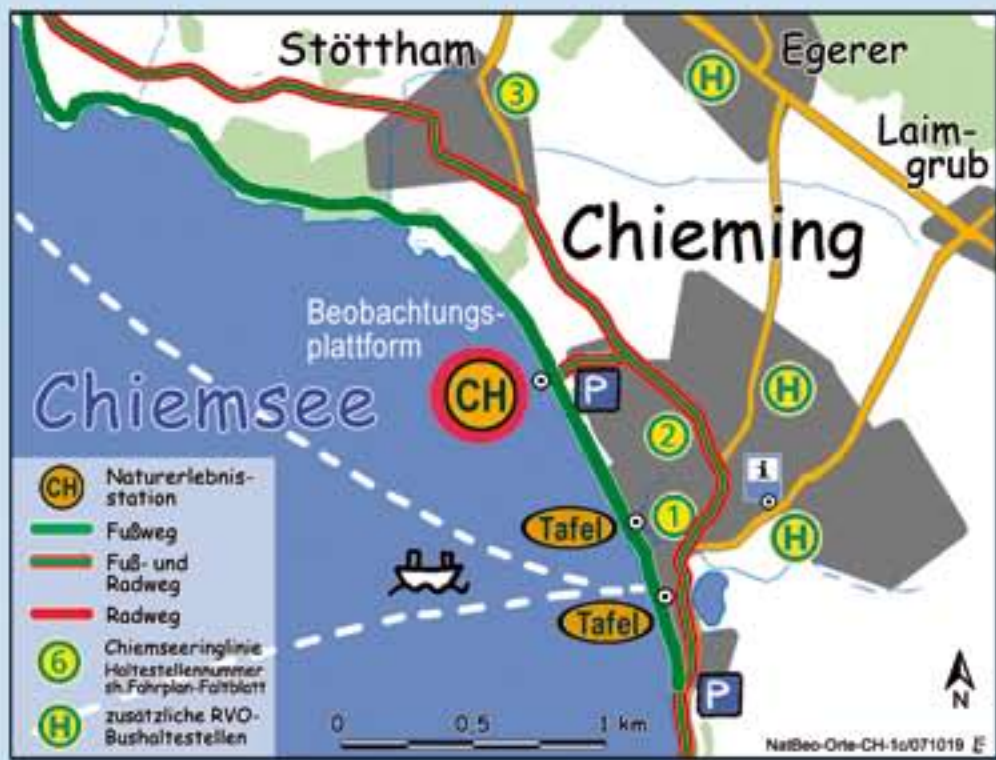 Stöttham
3
H
Egerer
Laim-
grub
Chieming
Beobachtungs-
plattform
CH
P
Chiemsee
2
H
i
1
Tafel
H
Tafel
P
CH
Naturerlebnis-
station
Fußweg
Fuß- und
Radweg
Radweg
6
Chiemseeringlinie
Haltestellennummer
sh.Fahrplan-Faltblatt
H
zusätzliche RVO-
Bushaltestellen
0 0,5 1 km
N
NatBeo-Orte-CH-1c/071019